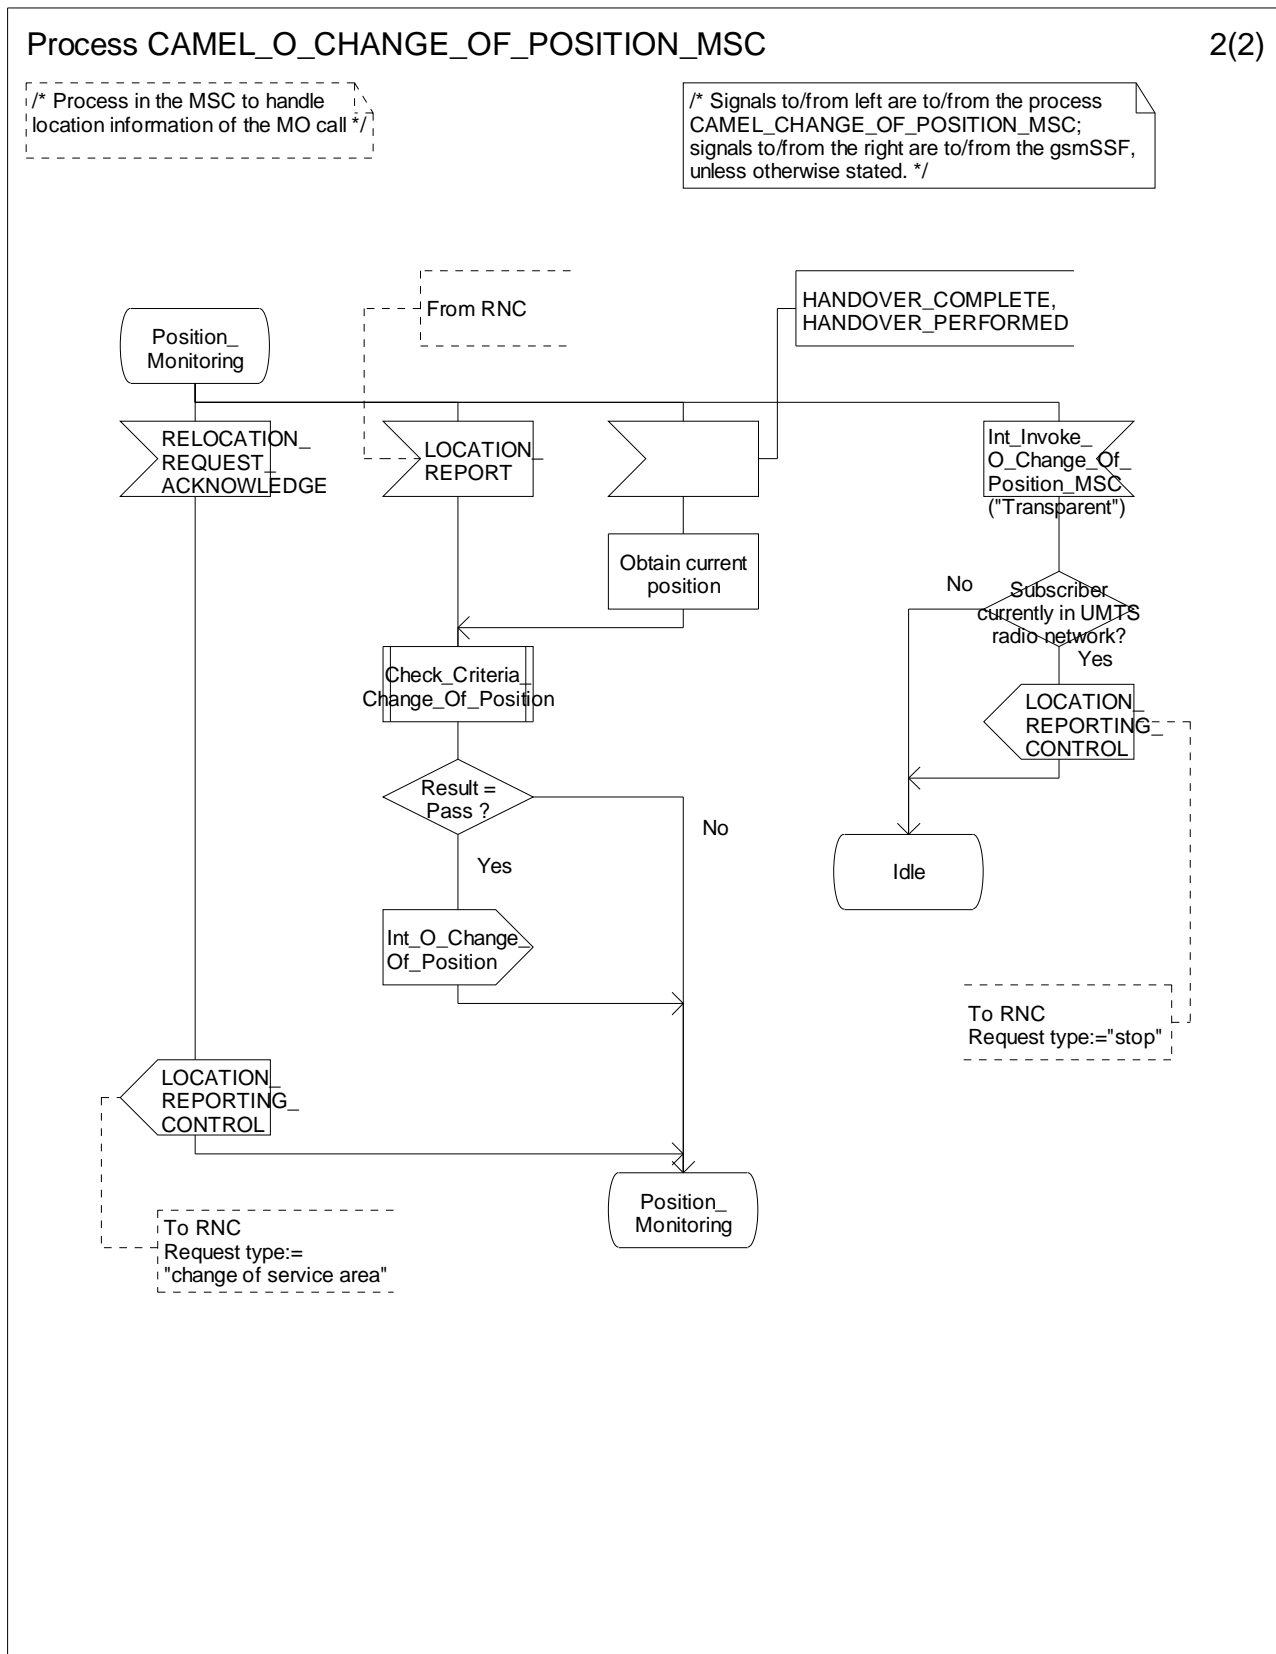 Process CAMEL_O_CHANGE_OF_POSITION_MSC
2(2)
/* Process in the MSC to handle
location information of the MO call */
/* Signals to/from left are to/from the process
CAMEL_CHANGE_OF_POSITION_MSC;
signals to/from the right are to/from the gsmSSF,
unless otherwise stated. */
From RNC
HANDOVER_COMPLETE,
HANDOVER_PERFORMED
Position_
Monitoring
RELOCATION_
REQUEST_
ACKNOWLEDGE
LOCATION_
REPORT
Int_Invoke_
O_Change_Of_
Position_MSC
("Transparent")
Obtain current
position
No
Subscriber
currently in UMTS
radio network?
Yes
Check_Criteria_
Change_Of_Position
LOCATION_
REPORTING_
CONTROL
Result =
Pass ?
No
Yes
Idle
Int_O_Change_
Of_Position
To RNC
Request type:="stop"
LOCATION_
REPORTING_
CONTROL
Position_
Monitoring
To RNC
Request type:=
"change of service area"